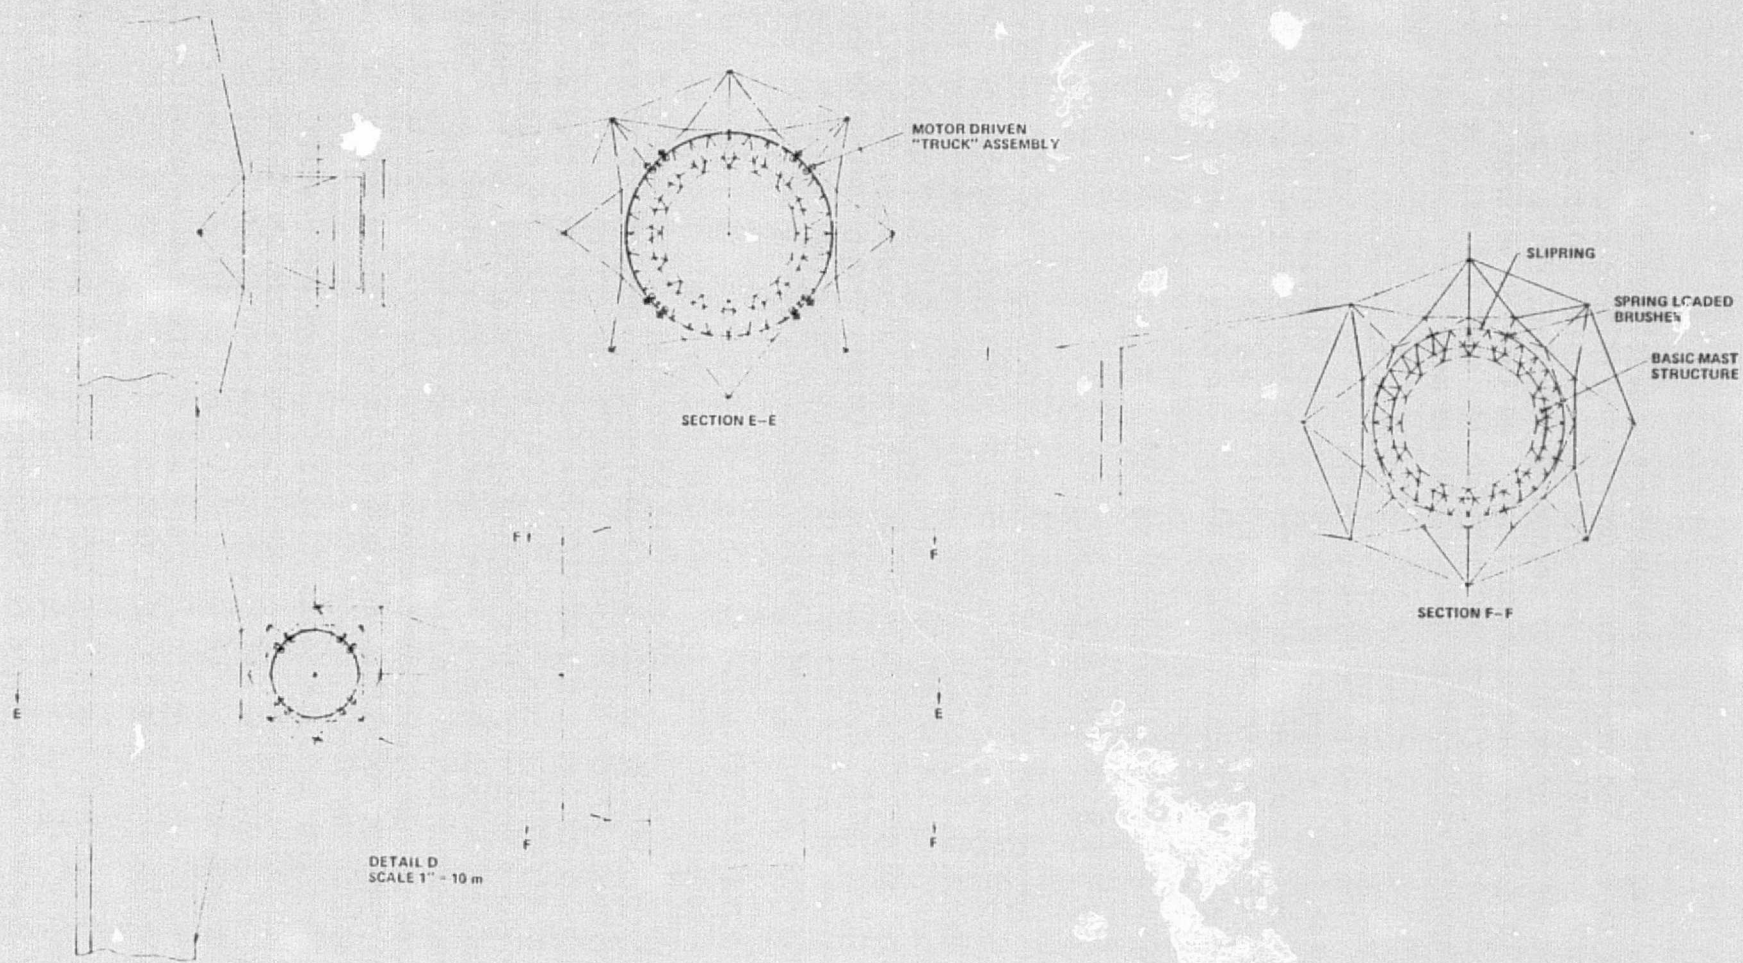 MOTOR DRIVEN
"TRUCK" ASSEMBLY
SECTION E-E
SLIPRING
SPRING LOADED
BRUSHES
BASIC MAST
STRUCTURE
SECTION F-F
F
F
E
E
F
F
DETAIL D
SCALE 1" = 10 m